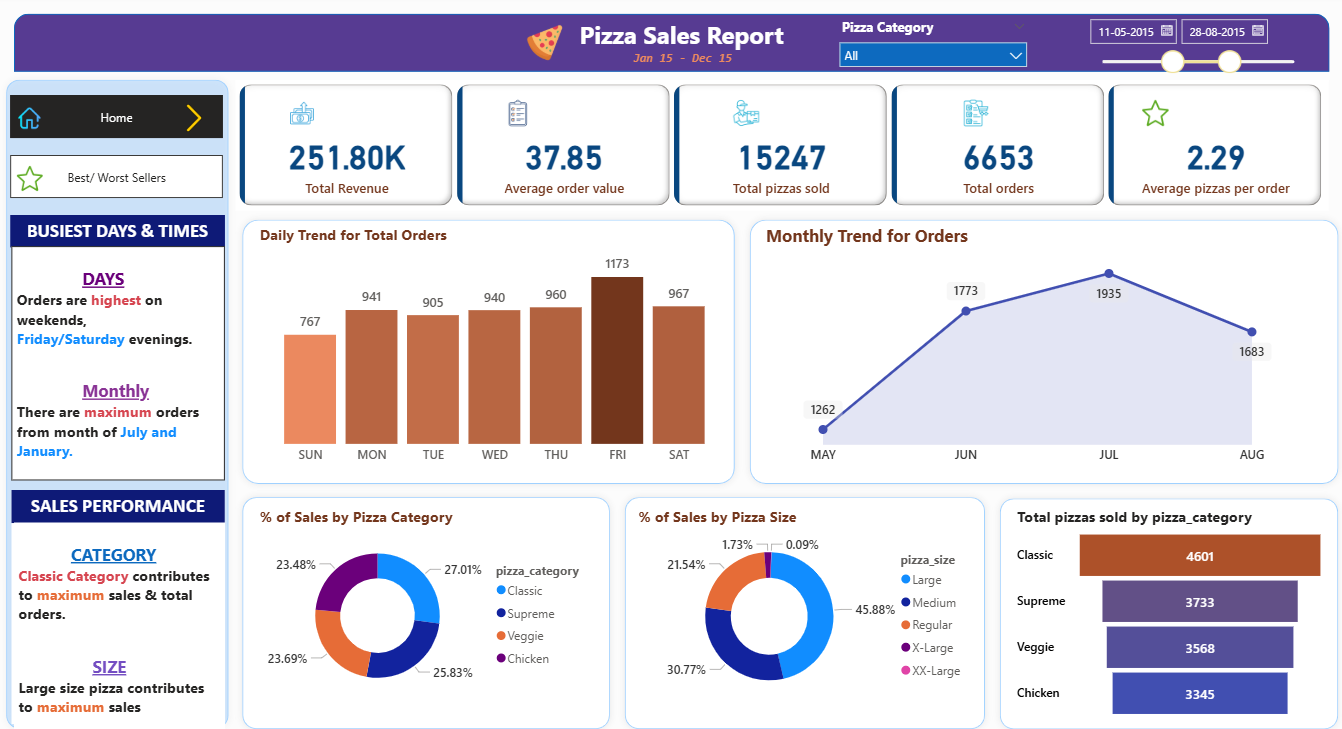 Pizza Sales Report
Jan 15 - Dec 15
Pizza Category
All
11-05-2015
28-08-2015
Home
Best/ Worst Sellers
BUSIEST DAYS & TIMES
DAYS
Orders are highest on
weekends,
Friday/Saturday evenings.
Monthly
There are maximum orders
from month of July and
January.
SALES PERFORMANCE
CATEGORY
Classic Category contributes
to maximum sales & total
orders.
SIZE
Large size pizza contributes
to maximum sales
251.80K
Total Revenue
37.85
Average order value
15247
Total pizzas sold
6653
Total orders
2.29
Average pizzas per order
Daily Trend for Total Orders
767
941
905
940
960
1173
967
SUN
MON
TUE
WED
THU
FRI
SAT
Monthly Trend for Orders
1262
1773
1935
1683
MAY
JUN
JUL
AUG
% of Sales by Pizza Category
27.01%
25.83%
23.69%
23.48%
pizza_category
Classic
Supreme
Veggie
Chicken
% of Sales by Pizza Size
1.73%
0.09%
21.54%
45.88%
30.77%
pizza_size
Large
Medium
Regular
X-Large
XX-Large
Total pizzas sold by pizza_category
Classic
4601
Supreme
3733
Veggie
3568
Chicken
3345